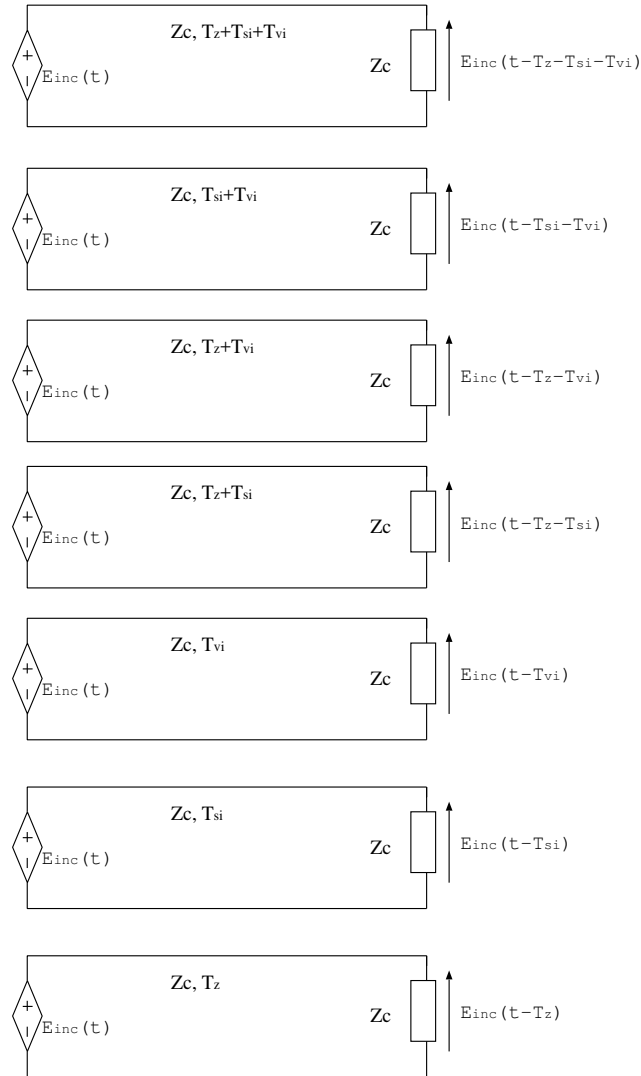 Zc, Tz+Tsi+Tvi
Einc(t)
Zc
Einc(t-Tz-Tsi-Tvi)
Zc, Tsi+Tvi
Einc(t)
Zc
Einc(t-Tsi-Tvi)
Zc, Tz+Tvi
Einc(t)
Zc
Einc(t-Tz-Tvi)
Zc, Tz+Tsi
Einc(t)
Zc
Einc(t-Tz-Tsi)
Zc, Tvi
Einc(t)
Zc
Einc(t-Tvi)
Zc, Tsi
Einc(t)
Zc
Einc(t-Tsi)
Zc, Tz
Einc(t)
Zc
Einc(t-Tz)